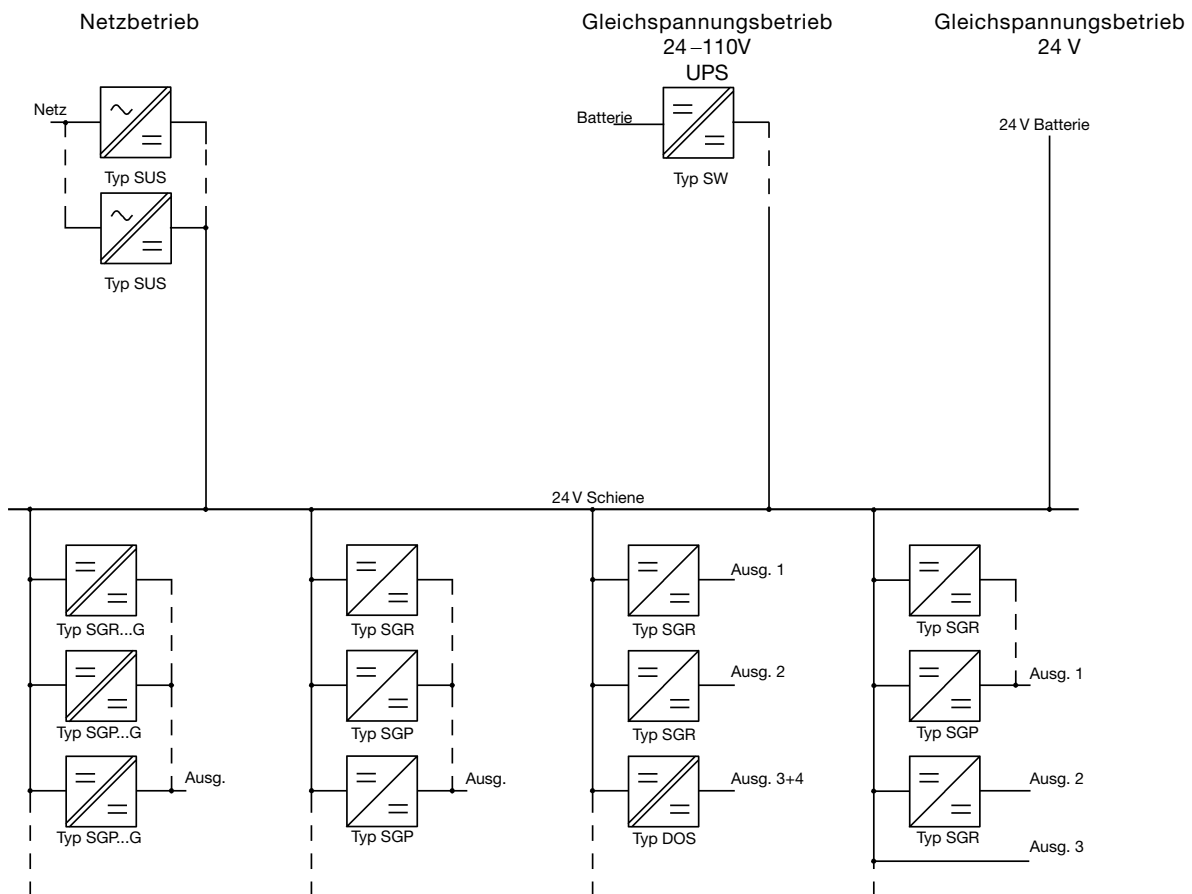 Netzbetrieb
Gleichspannungsbetrieb
24–110V
UPS
Gleichspannungsbetrieb
24 V
Netz
Typ SUS
Typ SUS
Batterie
Typ SW
24 V Batterie
24 V Schiene
Typ SGR...G
Typ SGP...G
Typ SGP...G
Ausg.
Typ SGR
Typ SGP
Typ SGP
Ausg.
Ausg. 1
Typ SGR
Ausg. 2
Typ SGR
Ausg. 3+4
Typ DOS
Typ SGR
Ausg. 1
Typ SGP
Ausg. 2
Typ SGR
Ausg. 3